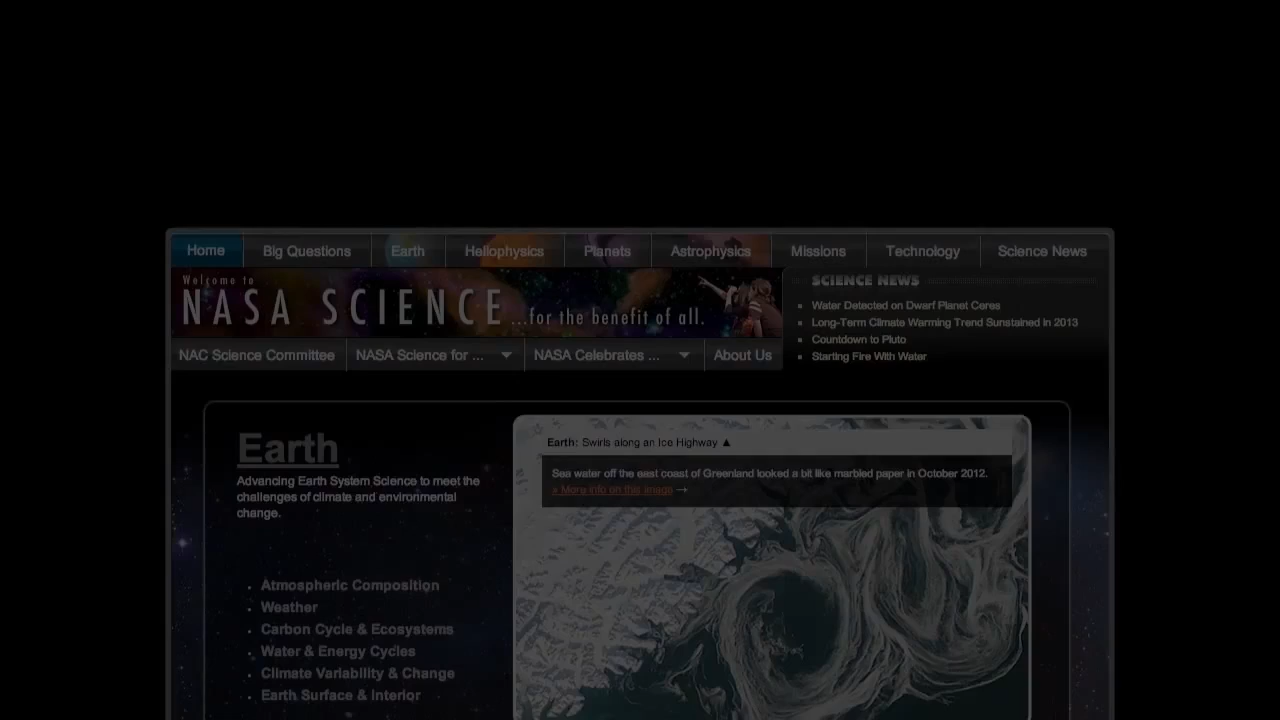 Home Big Questions Earth Heliophysics Planets Astrophysics Missions Technology Science News
Welcome to
NASA SCIENCE ...for the benefit of all.
SCIENCE NEWS
Water Detected on Dwarf Planet Ceres
Long-Term Climate Warming Trend Sunstained in 2013
Countdown to Pluto
Starting Fire With Water
NAC Science Committee NASA Science for ... NASA Celebrates ... About Us
Earth
Advancing Earth System Science to meet the
challenges of climate and environmental
change.
Atmospheric Composition
Weather
Carbon Cycle & Ecosystems
Water & Energy Cycles
Climate Variability & Change
Earth Surface & Interior
Earth: Swirls along an Ice Highway ▲
Sea water off the east coast of Greenland looked a bit like marbled paper in October 2012.
» More info on this image →